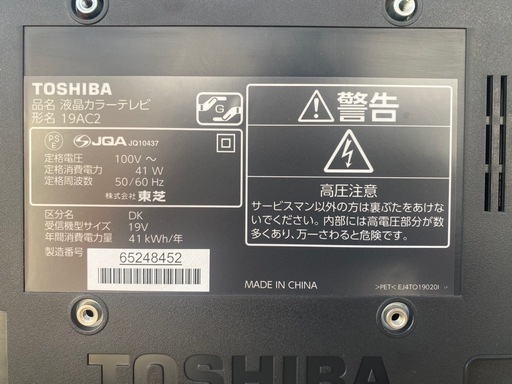 TOSHIBA
品名 液晶カラーテレビ
形名 19AC2
G
PS
E
JQA JQ10437
定格電圧 100V ～
定格消費電力 41 W
定格周波数 50/60 Hz
株式会社 東芝
区分 DK
受信機型サイズ 19V
年間消費電力量 41 kWh/年
製造番号 65248452
警告
高圧注意
サービスマン以外の方は裏ぶたをあけな
いでください。内部には高電圧部分が数
多くあり、万一さわると危険です。
MADE IN CHINA
>PET< EJ4TO19020I
TOSHIBA